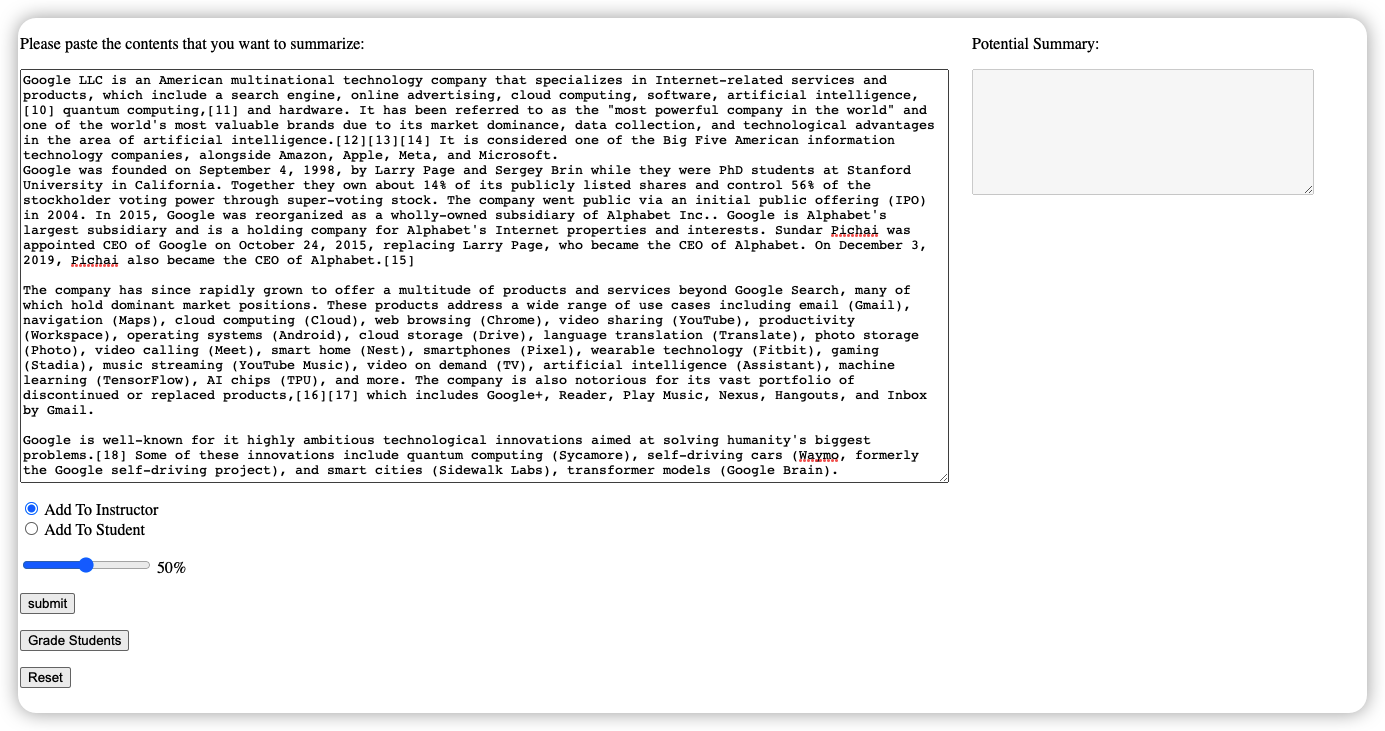 Please paste the contents that you want to summarize:
Potential Summary:
Google LLC is an American multinational technology company that specializes in Internet-related services and
products, which include a search engine, online advertising, cloud computing, software, artificial intelligence,
[10] quantum computing,[11] and hardware. It has been referred to as the "most powerful company in the world" and
one of the world's most valuable brands due to its market dominance, data collection, and technological advantages
in the area of artificial intelligence.[12][13][14] It is considered one of the Big Five American information
technology companies, alongside Amazon, Apple, Meta, and Microsoft.
Google was founded on September 4, 1998, by Larry Page and Sergey Brin while they were PhD students at Stanford
University in California. Together they own about 14% of its publicly listed shares and control 56% of the
stockholder voting power through super-voting stock. The company went public via an initial public offering (IPO)
in 2004. In 2015, Google was reorganized as a wholly-owned subsidiary of Alphabet Inc.. Google is Alphabet's
largest subsidiary and is a holding company for Alphabet's Internet properties and interests. Sundar Pichai was
appointed CEO of Google on October 24, 2015, replacing Larry Page, who became the CEO of Alphabet. On December 3,
2019, Pichai also became the CEO of Alphabet.[15]
The company has since rapidly grown to offer a multitude of products and services beyond Google Search, many of
which hold dominant market positions. These products address a wide range of use cases including email (Gmail),
navigation (Maps), cloud computing (Cloud), web browsing (Chrome), video sharing (YouTube), productivity
(Workspace), operating systems (Android), cloud storage (Drive), language translation (Translate), photo storage
(Photo), video calling (Meet), smart home (Nest), smartphones (Pixel), wearable technology (Fitbit), gaming
(Stadia), music streaming (YouTube Music), video on demand (TV), artificial intelligence (Assistant), machine
learning (TensorFlow), AI chips (TPU), and more. The company is also notorious for its vast portfolio of
discontinued or replaced products,[16][17] which includes Google+, Reader, Play Music, Nexus, Hangouts, and Inbox
by Gmail.
Google is well-known for it highly ambitious technological innovations aimed at solving humanity's biggest
problems.[18] Some of these innovations include quantum computing (Sycamore), self-driving cars (Waymo, formerly
the Google self-driving project), and smart cities (Sidewalk Labs), transformer models (Google Brain).
Add To Instructor
Add To Student
50%
submit
Grade Students
Reset